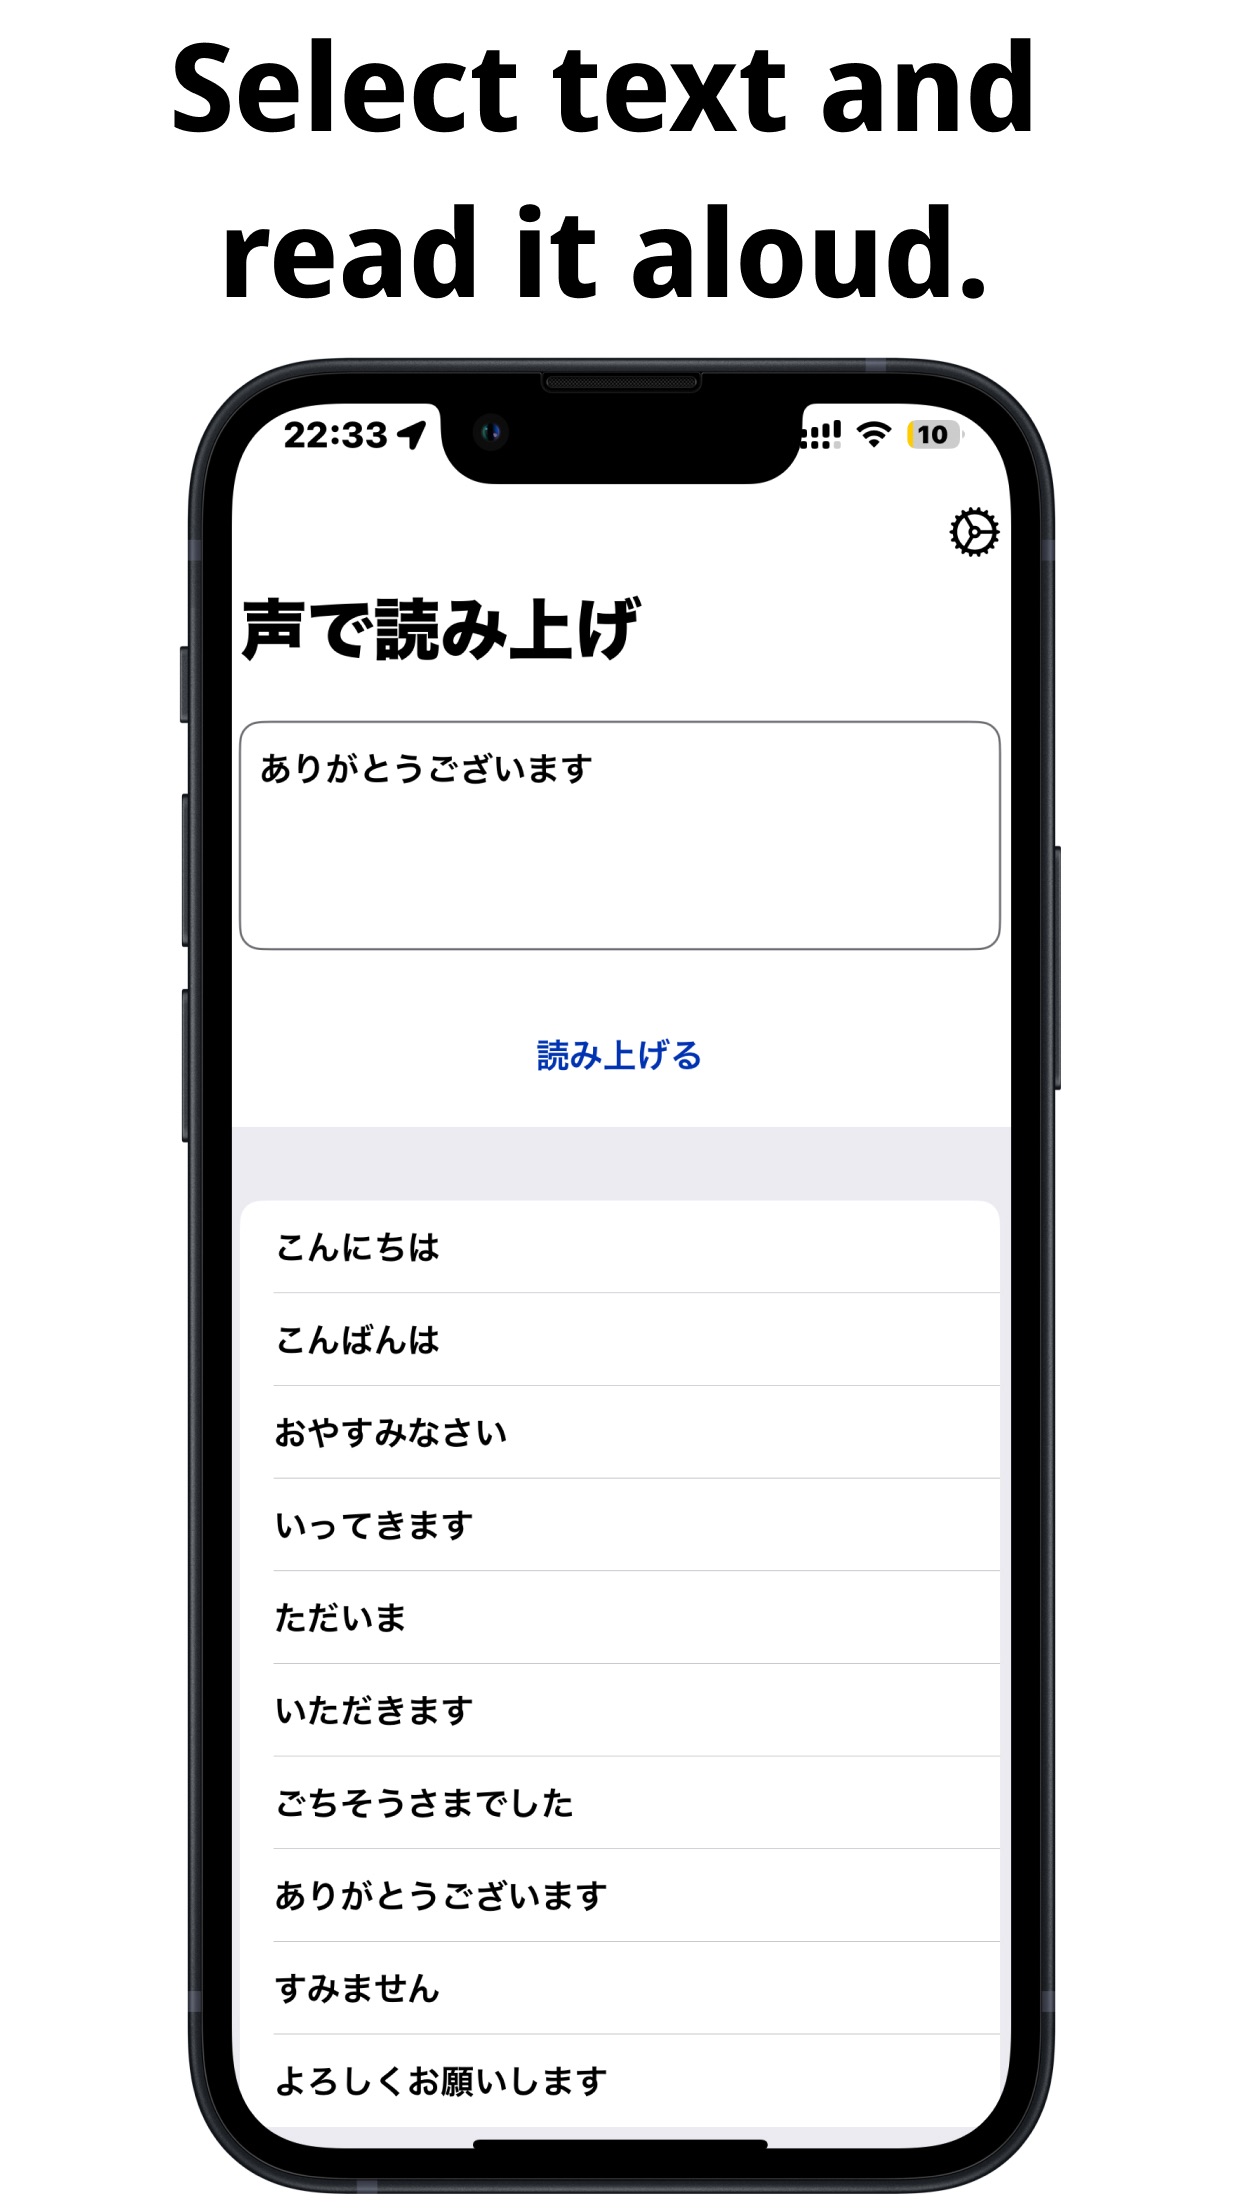 Select text and
read it aloud.
22:33
10
声で読み上げ
ありがとうございます
読み上げる
こんにちは
こんばんは
おやすみなさい
いってきます
ただいま
いただきます
ごちそうさまでした
ありがとうございます
すみません
よろしくお願いします